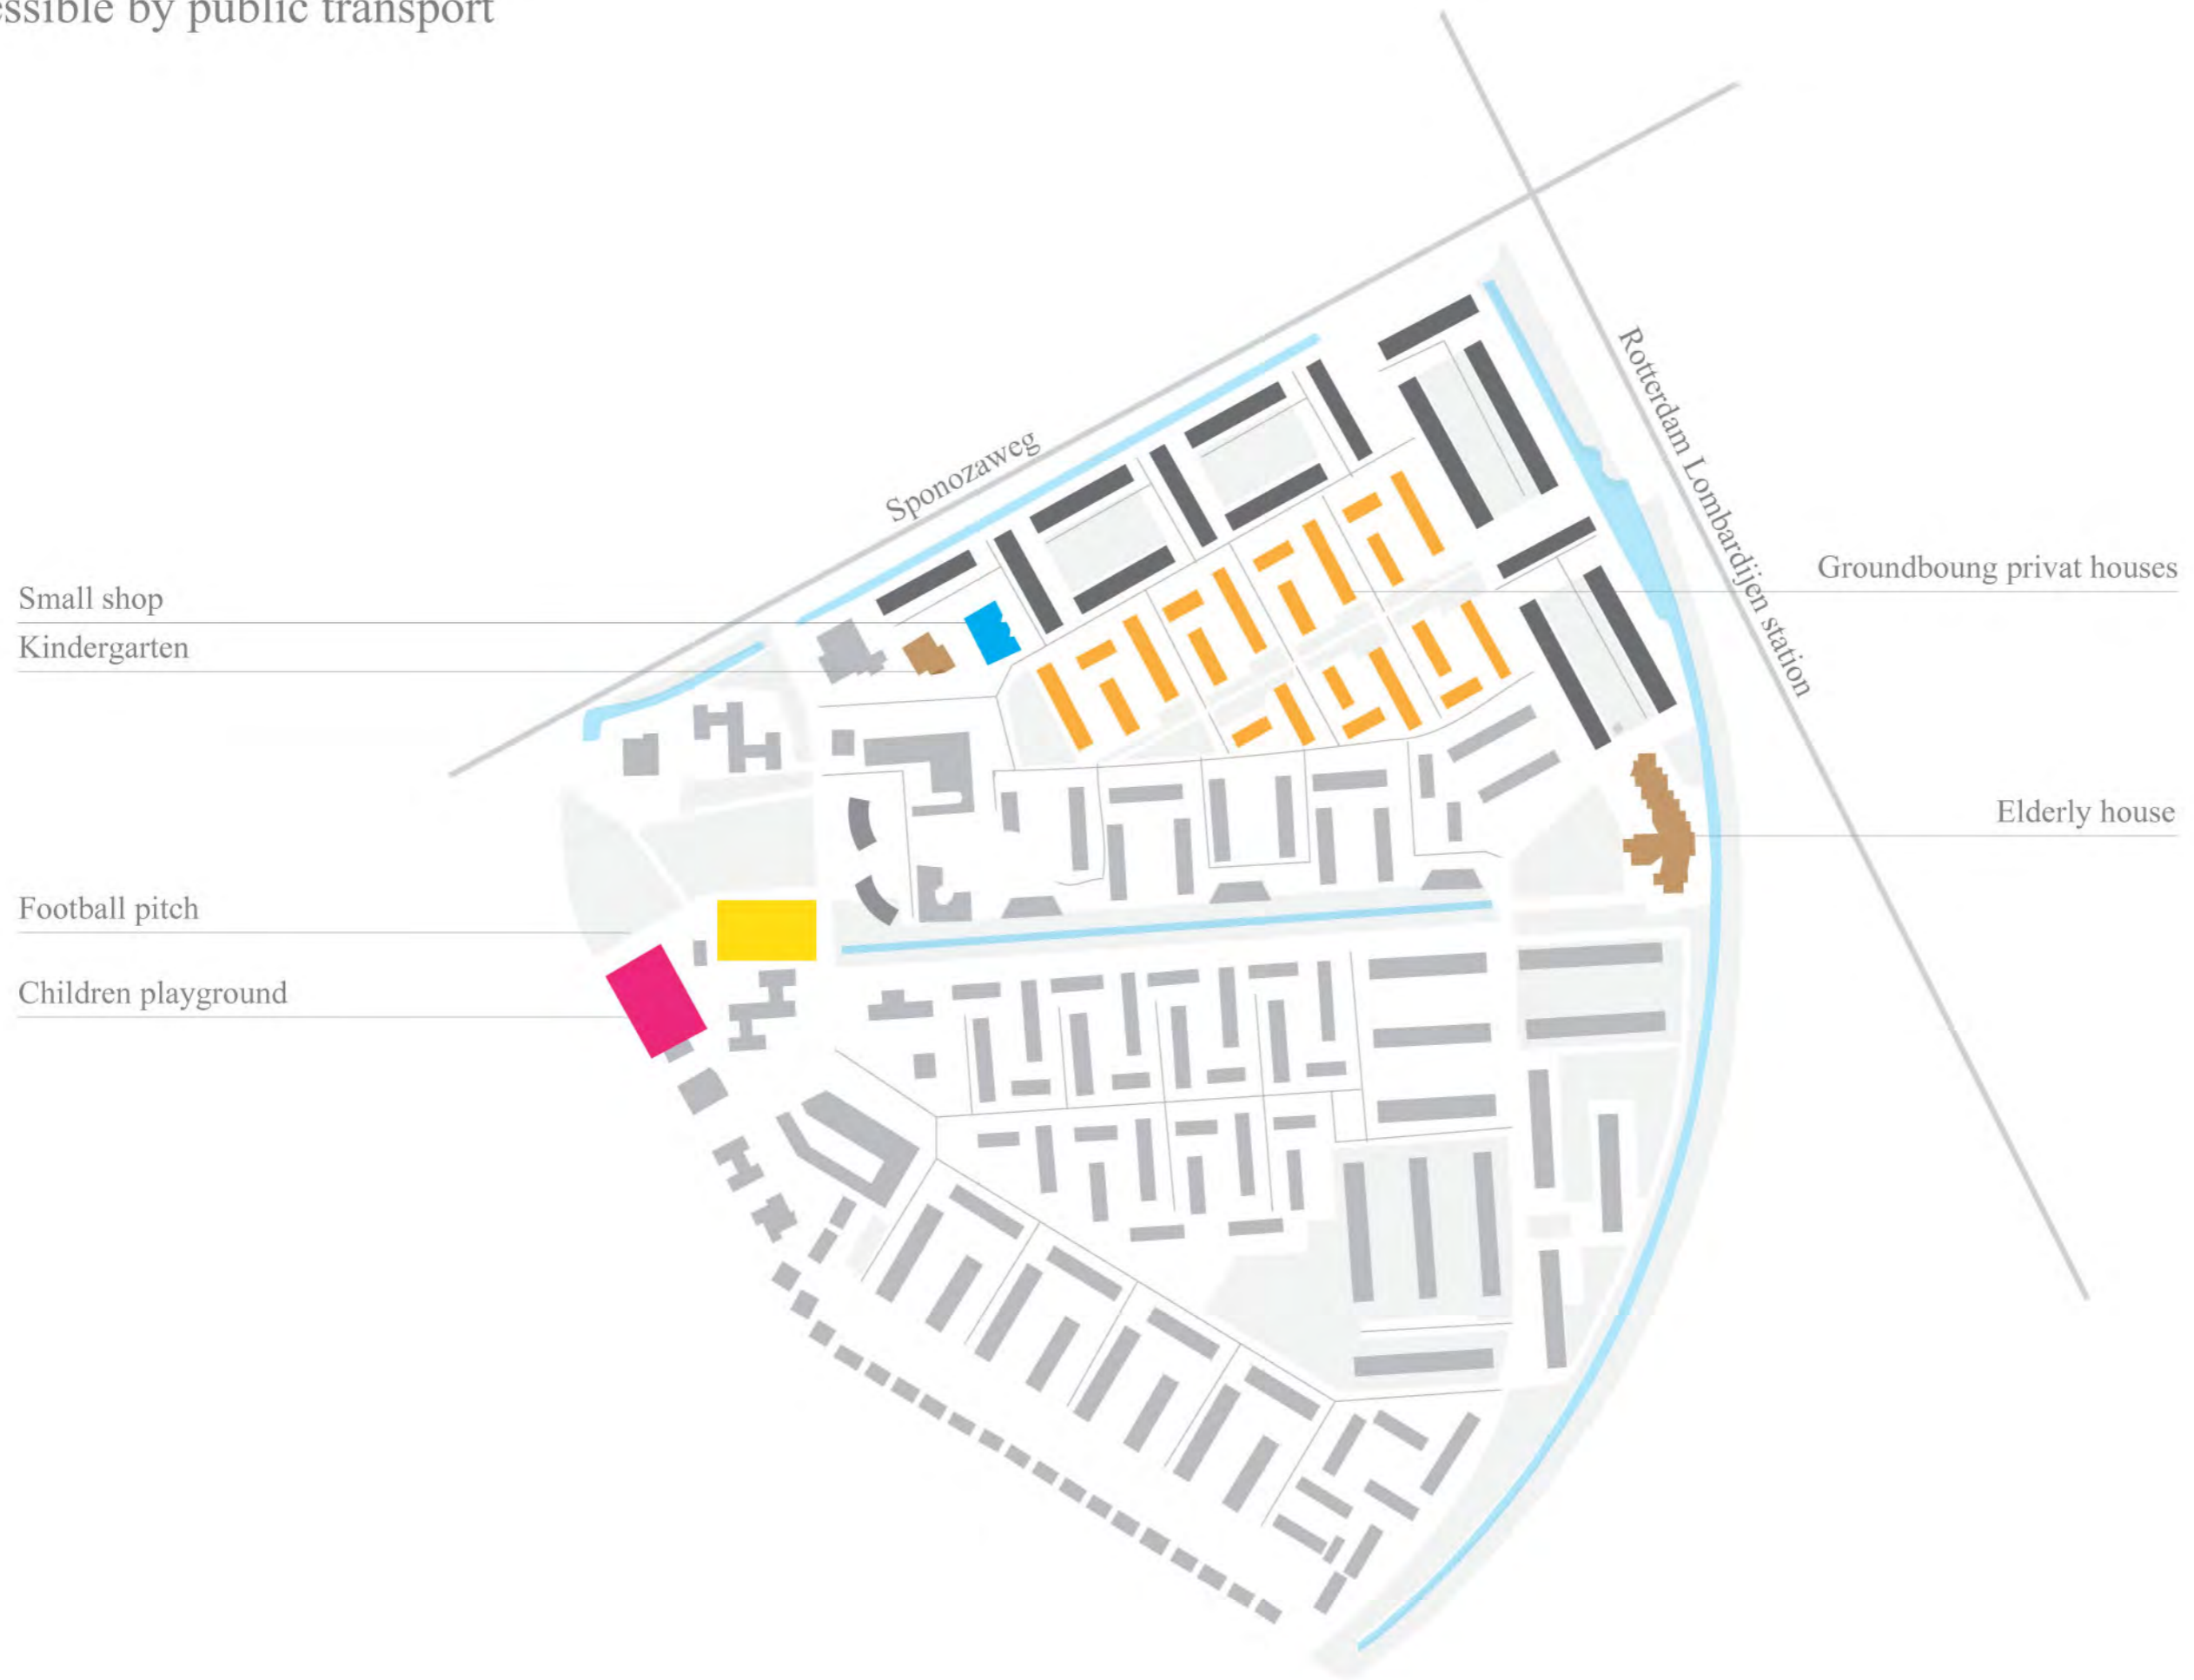 essible by public transport
Sponozaweg
Rotterdam Lombardijen station
Small shop
Kindergarten
Groundboung privat houses
Elderly house
Football pitch
Children playground